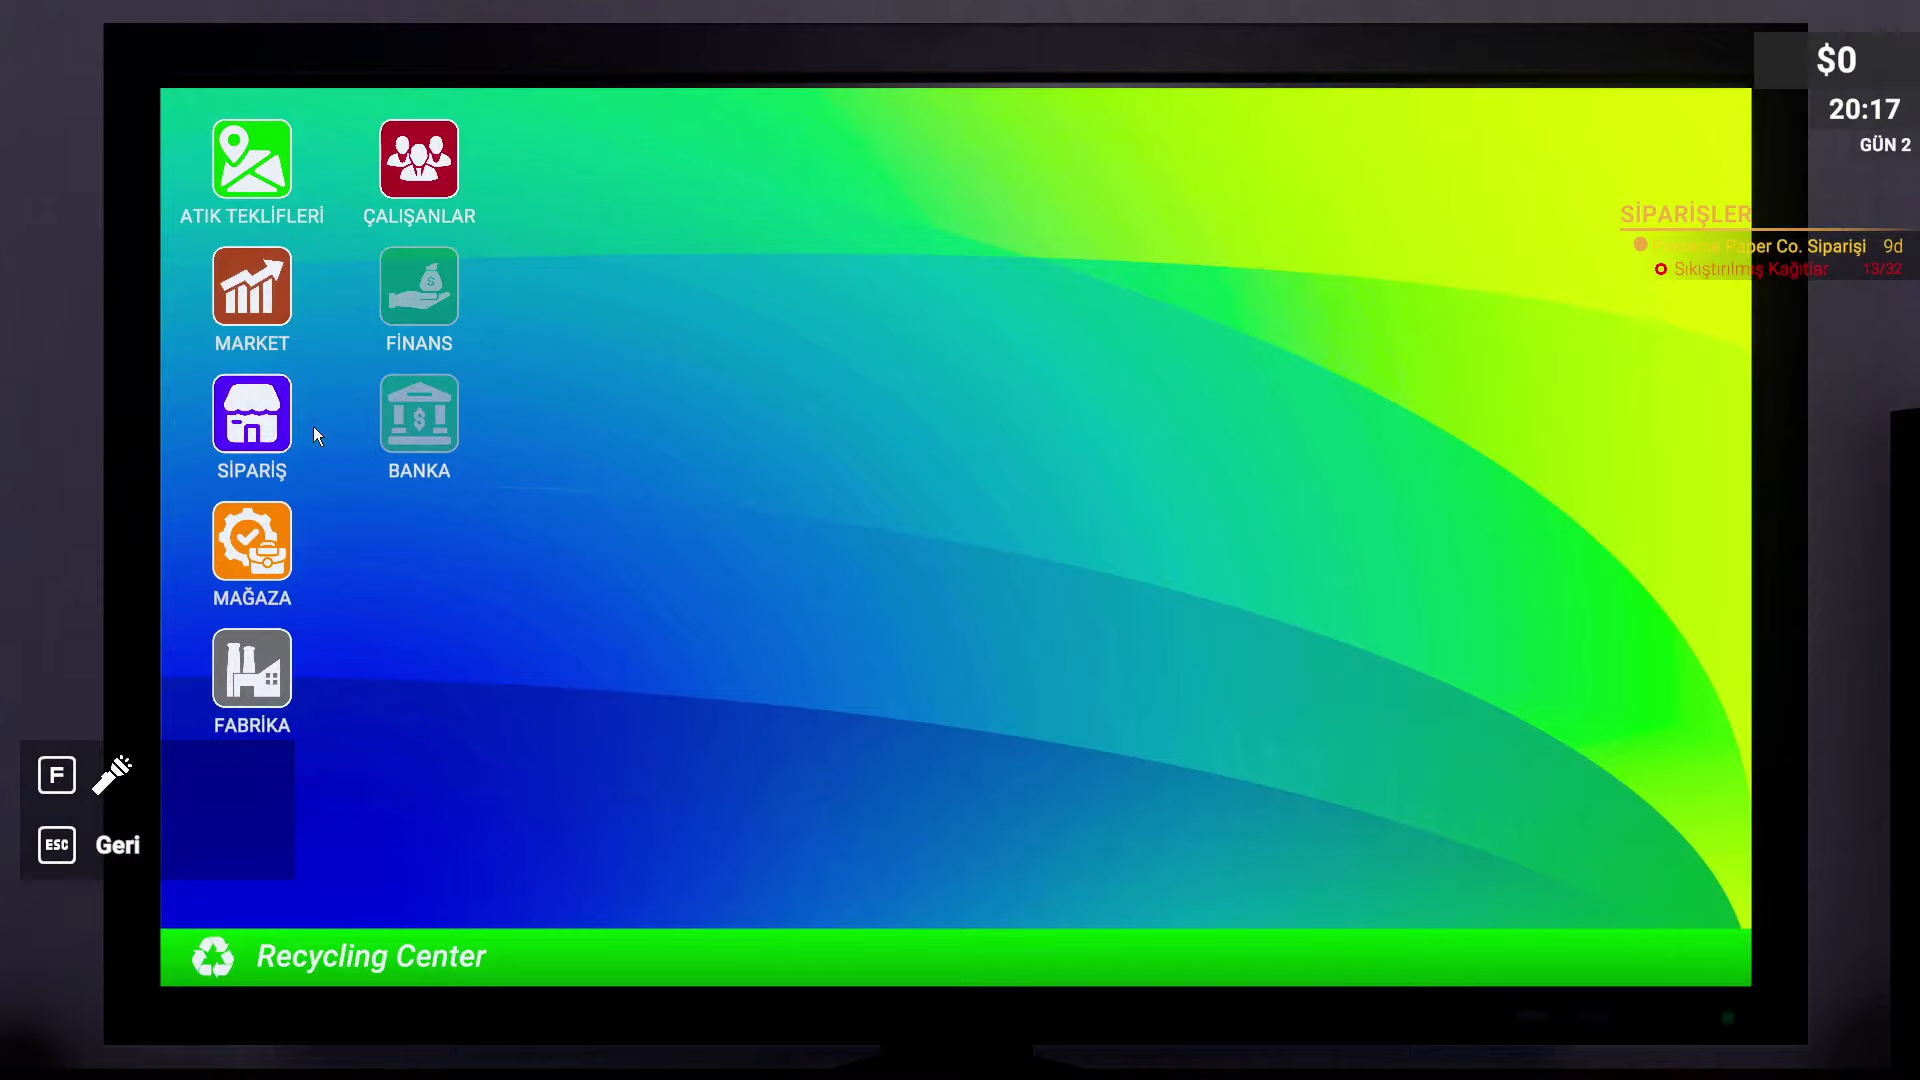 $0
20:17
GÜN 2
ATIK TEKLİFLERİ
ÇALIŞANLAR
SİPARİŞLER
Paper Co. Siparişi 9d
Sıkıştırılmış Kağıtlar 13/32
MARKET
FİNANS
SİPARİŞ
BANKA
MAĞAZA
FABRİKA
F
ESC Geri
Recycling Center